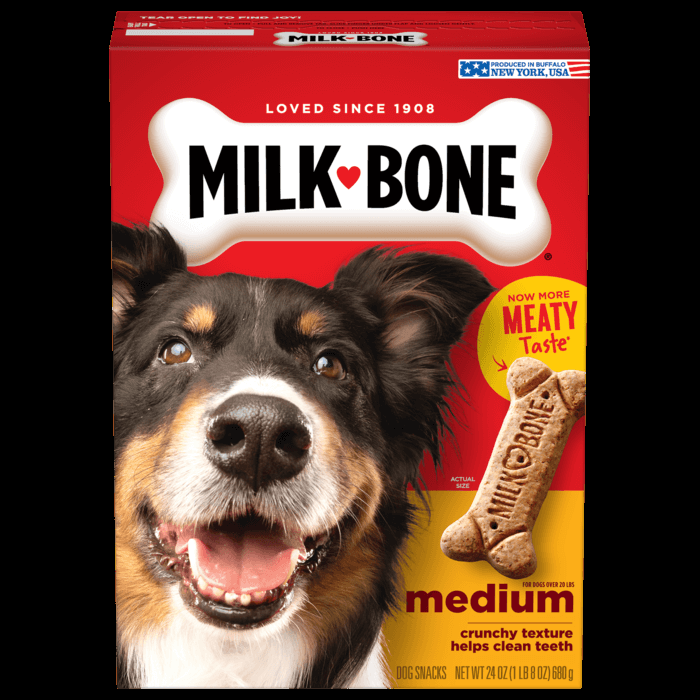 TEAR OPEN TO FIND JOY!
MILK BONE
PRODUCED IN BUFFALO
NEW YORK, USA
LOVED SINCE 1908
MILK BONE
®
NOW MORE
MEATY
Taste*
MILK BONE
ACTUAL
SIZE
FOR DOGS OVER 20 LBS
medium
crunchy texture
helps clean teeth
DOG SNACKS NET WT 24 OZ (1 LB 8 OZ) 680 g